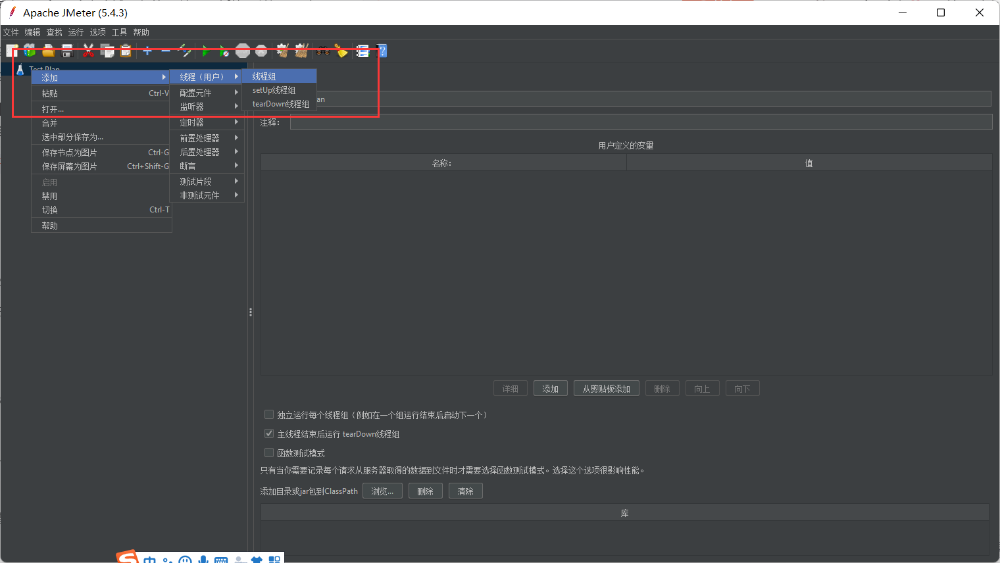 Apache JMeter (5.4.3)
文件 编辑 查找 运行 选项 工具 帮助
Test Plan
添加
粘贴 Ctrl-V
打开...
合并
选中部分保存为...
保存节点为图片 Ctrl-G
保存屏幕为图片 Ctrl+Shift-G
启用
禁用
切换 Ctrl-T
帮助
线程（用户）
配置元件
监听器
定时器
前置处理器
后置处理器
断言
测试片段
非测试元件
线程组
setUp线程组
tearDown线程组
an
注释：
用户定义的变量
名称： 值
详细 添加 从剪贴板添加 删除 向上 向下
独立运行每个线程组（例如在一个组运行结束后启动下一个）
主线程结束后运行 tearDown线程组
函数测试模式
只有当你需要记录每个请求从服务器取得的数据到文件时才需要选择函数测试模式。选择这个选项很影响性能。
添加目录或jar包到ClassPath 浏览... 删除 清除
库
中